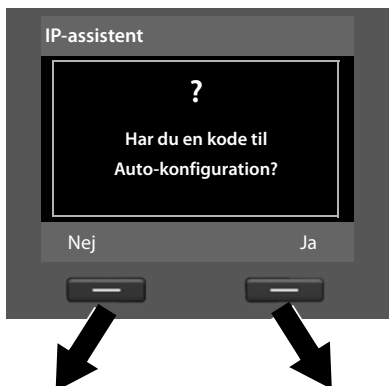 IP-assistent
?
Har du en kode til
Auto-konfiguration?
Nej Ja